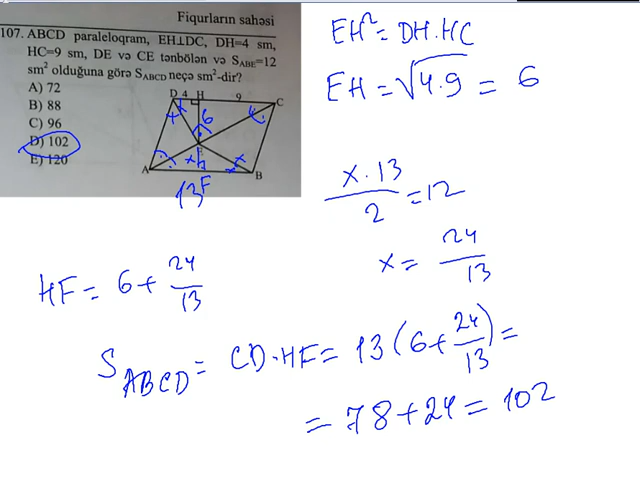 Fiqurların sahəsi
107. ABCD paraleloqram, EH⊥DC, DH=4 sm,
HC=9 sm, DE və CE tənbölən və S_ABE=12
sm² olduğuna görə S_ABCD neçə sm²-dir?
A) 72
B) 88
C) 96
D) 102
E) 120
D 4 H 9 C
x 6
E
x h x
A B
13 F
EH² = DH·HC
EH = √4·9 = 6
x·13/2 = 12
x = 24/13
HF = 6 + 24/13
S_ABCD = CD·HF = 13(6 + 24/13) =
= 78 + 24 = 102